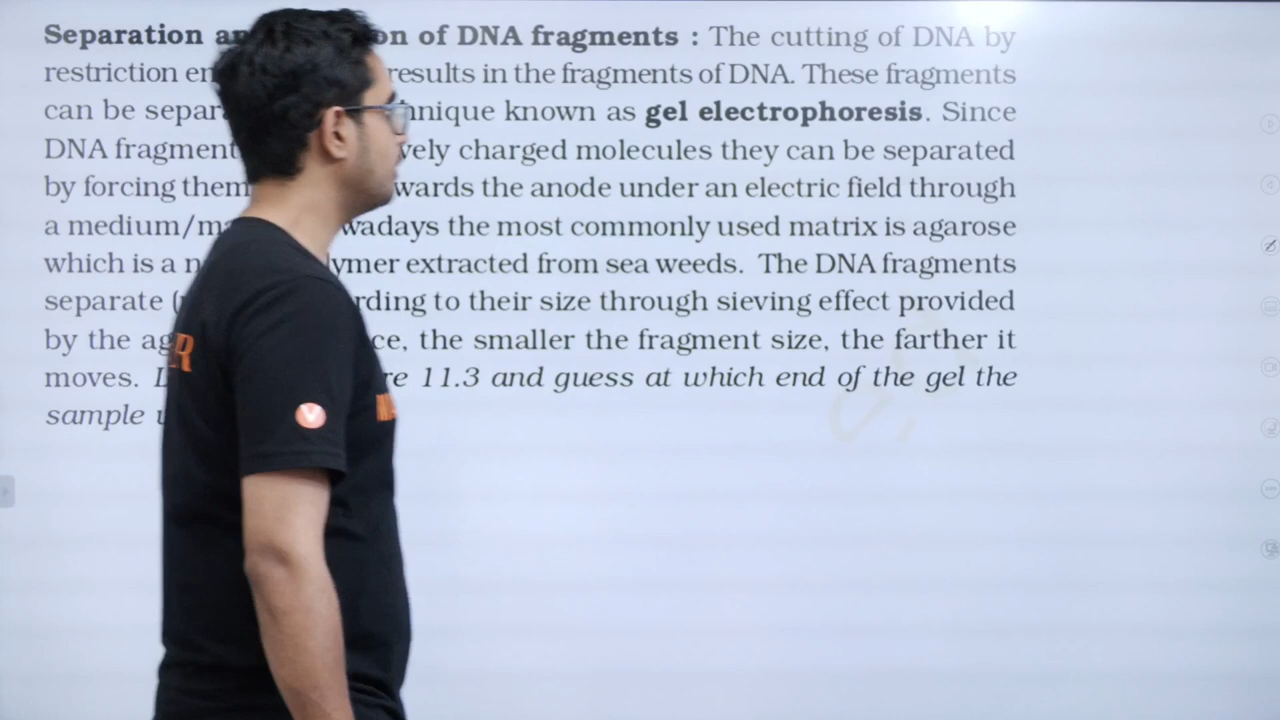 Separation an on of DNA fragments : The cutting of DNA by
restriction en results in the fragments of DNA. These fragments
can be separ nique known as gel electrophoresis. Since
DNA fragment vely charged molecules they can be separated
by forcing them wards the anode under an electric field through
a medium/ma wadays the most commonly used matrix is agarose
which is a n ymer extracted from sea weeds. The DNA fragments
separate ( rding to their size through sieving effect provided
by the ag ce, the smaller the fragment size, the farther it
moves. L re 11.3 and guess at which end of the gel the
sample
R
V